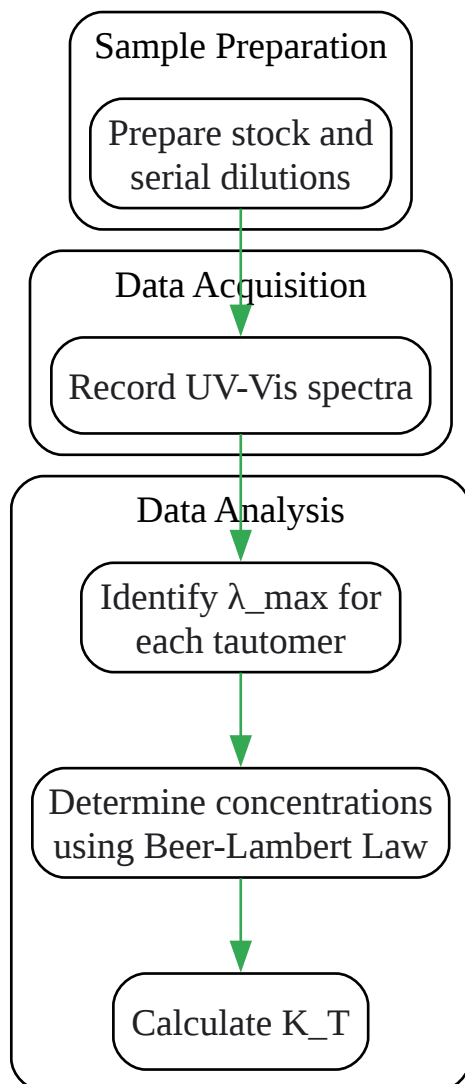 Sample Preparation
Prepare stock and
serial dilutions
Data Acquisition
Record UV-Vis spectra
Data Analysis
Identify λ_max for
each tautomer
Determine concentrations
using Beer-Lambert Law
Calculate K_T